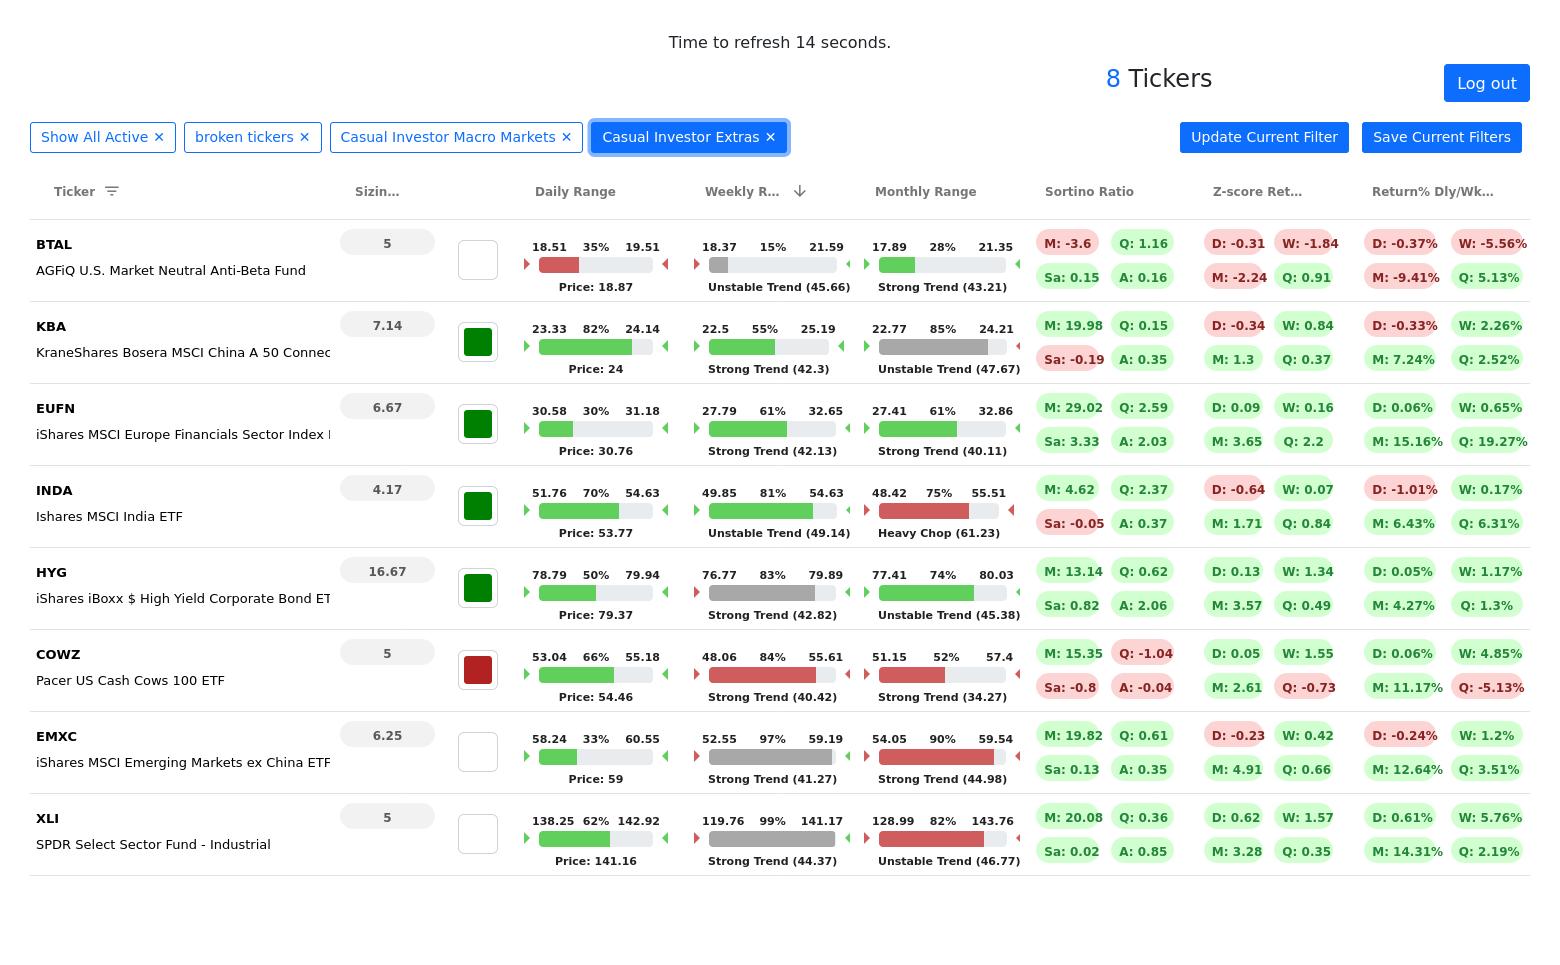 Time to refresh 14 seconds.
8 Tickers
Log out
Show All Active ✕ broken tickers ✕ Casual Investor Macro Markets ✕ Casual Investor Extras ✕ Update Current Filter Save Current Filters
Ticker Sizin… Daily Range Weekly R… Monthly Range Sortino Ratio Z-score Ret… Return% Dly/Wk…
BTAL 5 18.51 35% 19.51 18.37 15% 21.59 17.89 28% 21.35 M: -3.6 Q: 1.16 D: -0.31 W: -1.84 D: -0.37% W: -5.56%
AGFiQ U.S. Market Neutral Anti-Beta Fund Sa: 0.15 A: 0.16 M: -2.24 Q: 0.91 M: -9.41% Q: 5.13%
Price: 18.87 Unstable Trend (45.66) Strong Trend (43.21)
KBA 7.14 23.33 82% 24.14 22.5 55% 25.19 22.77 85% 24.21 M: 19.98 Q: 0.15 D: -0.34 W: 0.84 D: -0.33% W: 2.26%
KraneShares Bosera MSCI China A 50 Connec Sa: -0.19 A: 0.35 M: 1.3 Q: 0.37 M: 7.24% Q: 2.52%
Price: 24 Strong Trend (42.3) Unstable Trend (47.67)
EUFN 6.67 30.58 30% 31.18 27.79 61% 32.65 27.41 61% 32.86 M: 29.02 Q: 2.59 D: 0.09 W: 0.16 D: 0.06% W: 0.65%
iShares MSCI Europe Financials Sector Index Sa: 3.33 A: 2.03 M: 3.65 Q: 2.2 M: 15.16% Q: 19.27%
Price: 30.76 Strong Trend (42.13) Strong Trend (40.11)
INDA 4.17 51.76 70% 54.63 49.85 81% 54.63 48.42 75% 55.51 M: 4.62 Q: 2.37 D: -0.64 W: 0.07 D: -1.01% W: 0.17%
Ishares MSCI India ETF Sa: -0.05 A: 0.37 M: 1.71 Q: 0.84 M: 6.43% Q: 6.31%
Price: 53.77 Unstable Trend (49.14) Heavy Chop (61.23)
HYG 16.67 78.79 50% 79.94 76.77 83% 79.89 77.41 74% 80.03 M: 13.14 Q: 0.62 D: 0.13 W: 1.34 D: 0.05% W: 1.17%
iShares iBoxx $ High Yield Corporate Bond ET Sa: 0.82 A: 2.06 M: 3.57 Q: 0.49 M: 4.27% Q: 1.3%
Price: 79.37 Strong Trend (42.82) Unstable Trend (45.38)
COWZ 5 53.04 66% 55.18 48.06 84% 55.61 51.15 52% 57.4 M: 15.35 Q: -1.04 D: 0.05 W: 1.55 D: 0.06% W: 4.85%
Pacer US Cash Cows 100 ETF Sa: -0.8 A: -0.04 M: 2.61 Q: -0.73 M: 11.17% Q: -5.13%
Price: 54.46 Strong Trend (40.42) Strong Trend (34.27)
EMXC 6.25 58.24 33% 60.55 52.55 97% 59.19 54.05 90% 59.54 M: 19.82 Q: 0.61 D: -0.23 W: 0.42 D: -0.24% W: 1.2%
iShares MSCI Emerging Markets ex China ETF Sa: 0.13 A: 0.35 M: 4.91 Q: 0.66 M: 12.64% Q: 3.51%
Price: 59 Strong Trend (41.27) Strong Trend (44.98)
XLI 5 138.25 62% 142.92 119.76 99% 141.17 128.99 82% 143.76 M: 20.08 Q: 0.36 D: 0.62 W: 1.57 D: 0.61% W: 5.76%
SPDR Select Sector Fund - Industrial Sa: 0.02 A: 0.85 M: 3.28 Q: 0.35 M: 14.31% Q: 2.19%
Price: 141.16 Strong Trend (44.37) Unstable Trend (46.77)